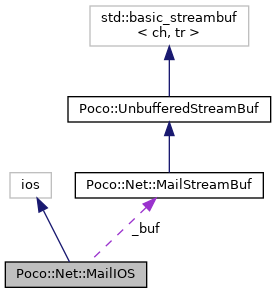 std::basic_streambuf
< ch, tr >
Poco::UnbufferedStreamBuf
ios
Poco::Net::MailStreamBuf
_buf
Poco::Net::MailIOS